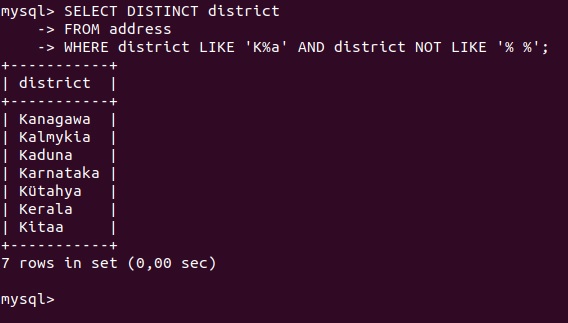 mysql> SELECT DISTINCT district
    -> FROM address
    -> WHERE district LIKE 'K%a' AND district NOT LIKE '% %';
+-----------+
| district  |
+-----------+
| Kanagawa  |
| Kalmykia  |
| Kaduna    |
| Karnataka |
| Kütahya   |
| Kerala    |
| Kitaa     |
+-----------+
7 rows in set (0,00 sec)

mysql>